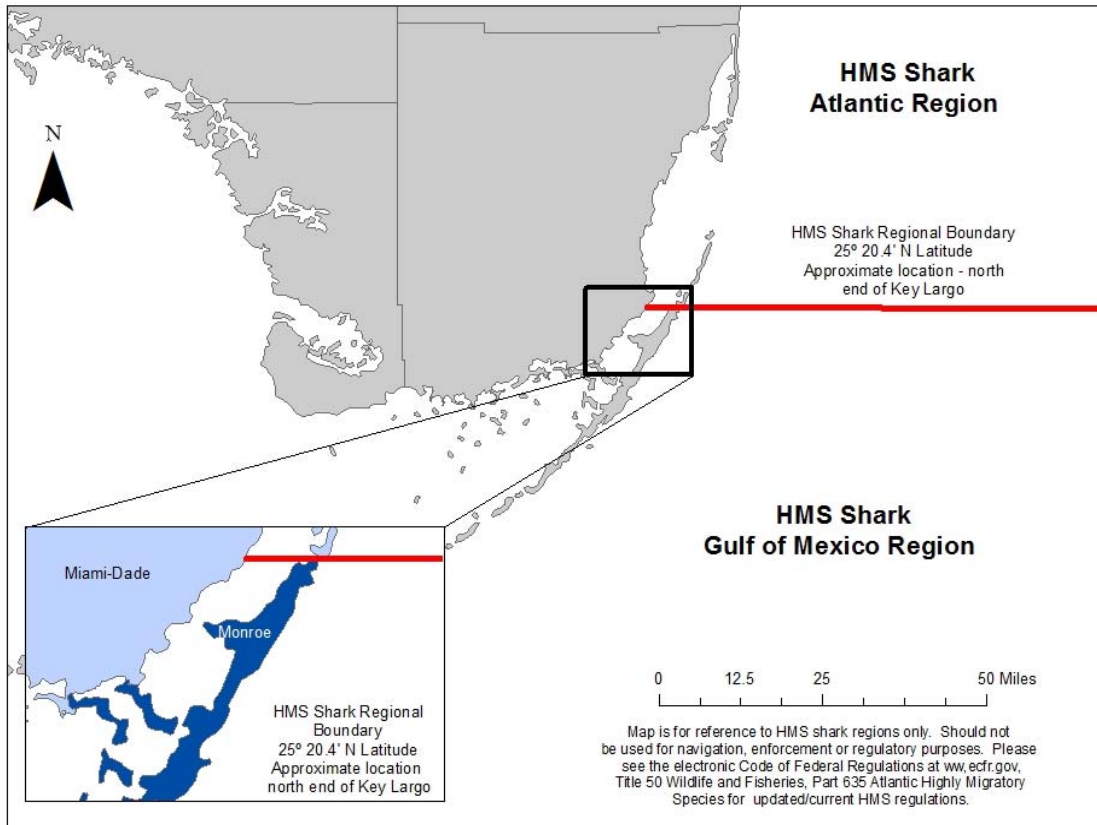 HMS Shark
Atlantic Region
N
HMS Shark Regional Boundary
25º 20.4' N Latitude
Approximate location - north
end of Key Largo
HMS Shark
Gulf of Mexico Region
Miami-Dade
Monroe
HMS Shark Regional
Boundary
25º 20.4' N Latitude
Approximate location
north end of Key Largo
0 12.5 25 50 Miles
Map is for reference to HMS shark regions only. Should not
be used for navigation, enforcement or regulatory purposes. Please
see the electronic Code of Federal Regulations at ww,ecfr.gov,
Title 50 Wildlife and Fisheries, Part 635 Atlantic Highly Migratory
Species for updated/current HMS regulations.